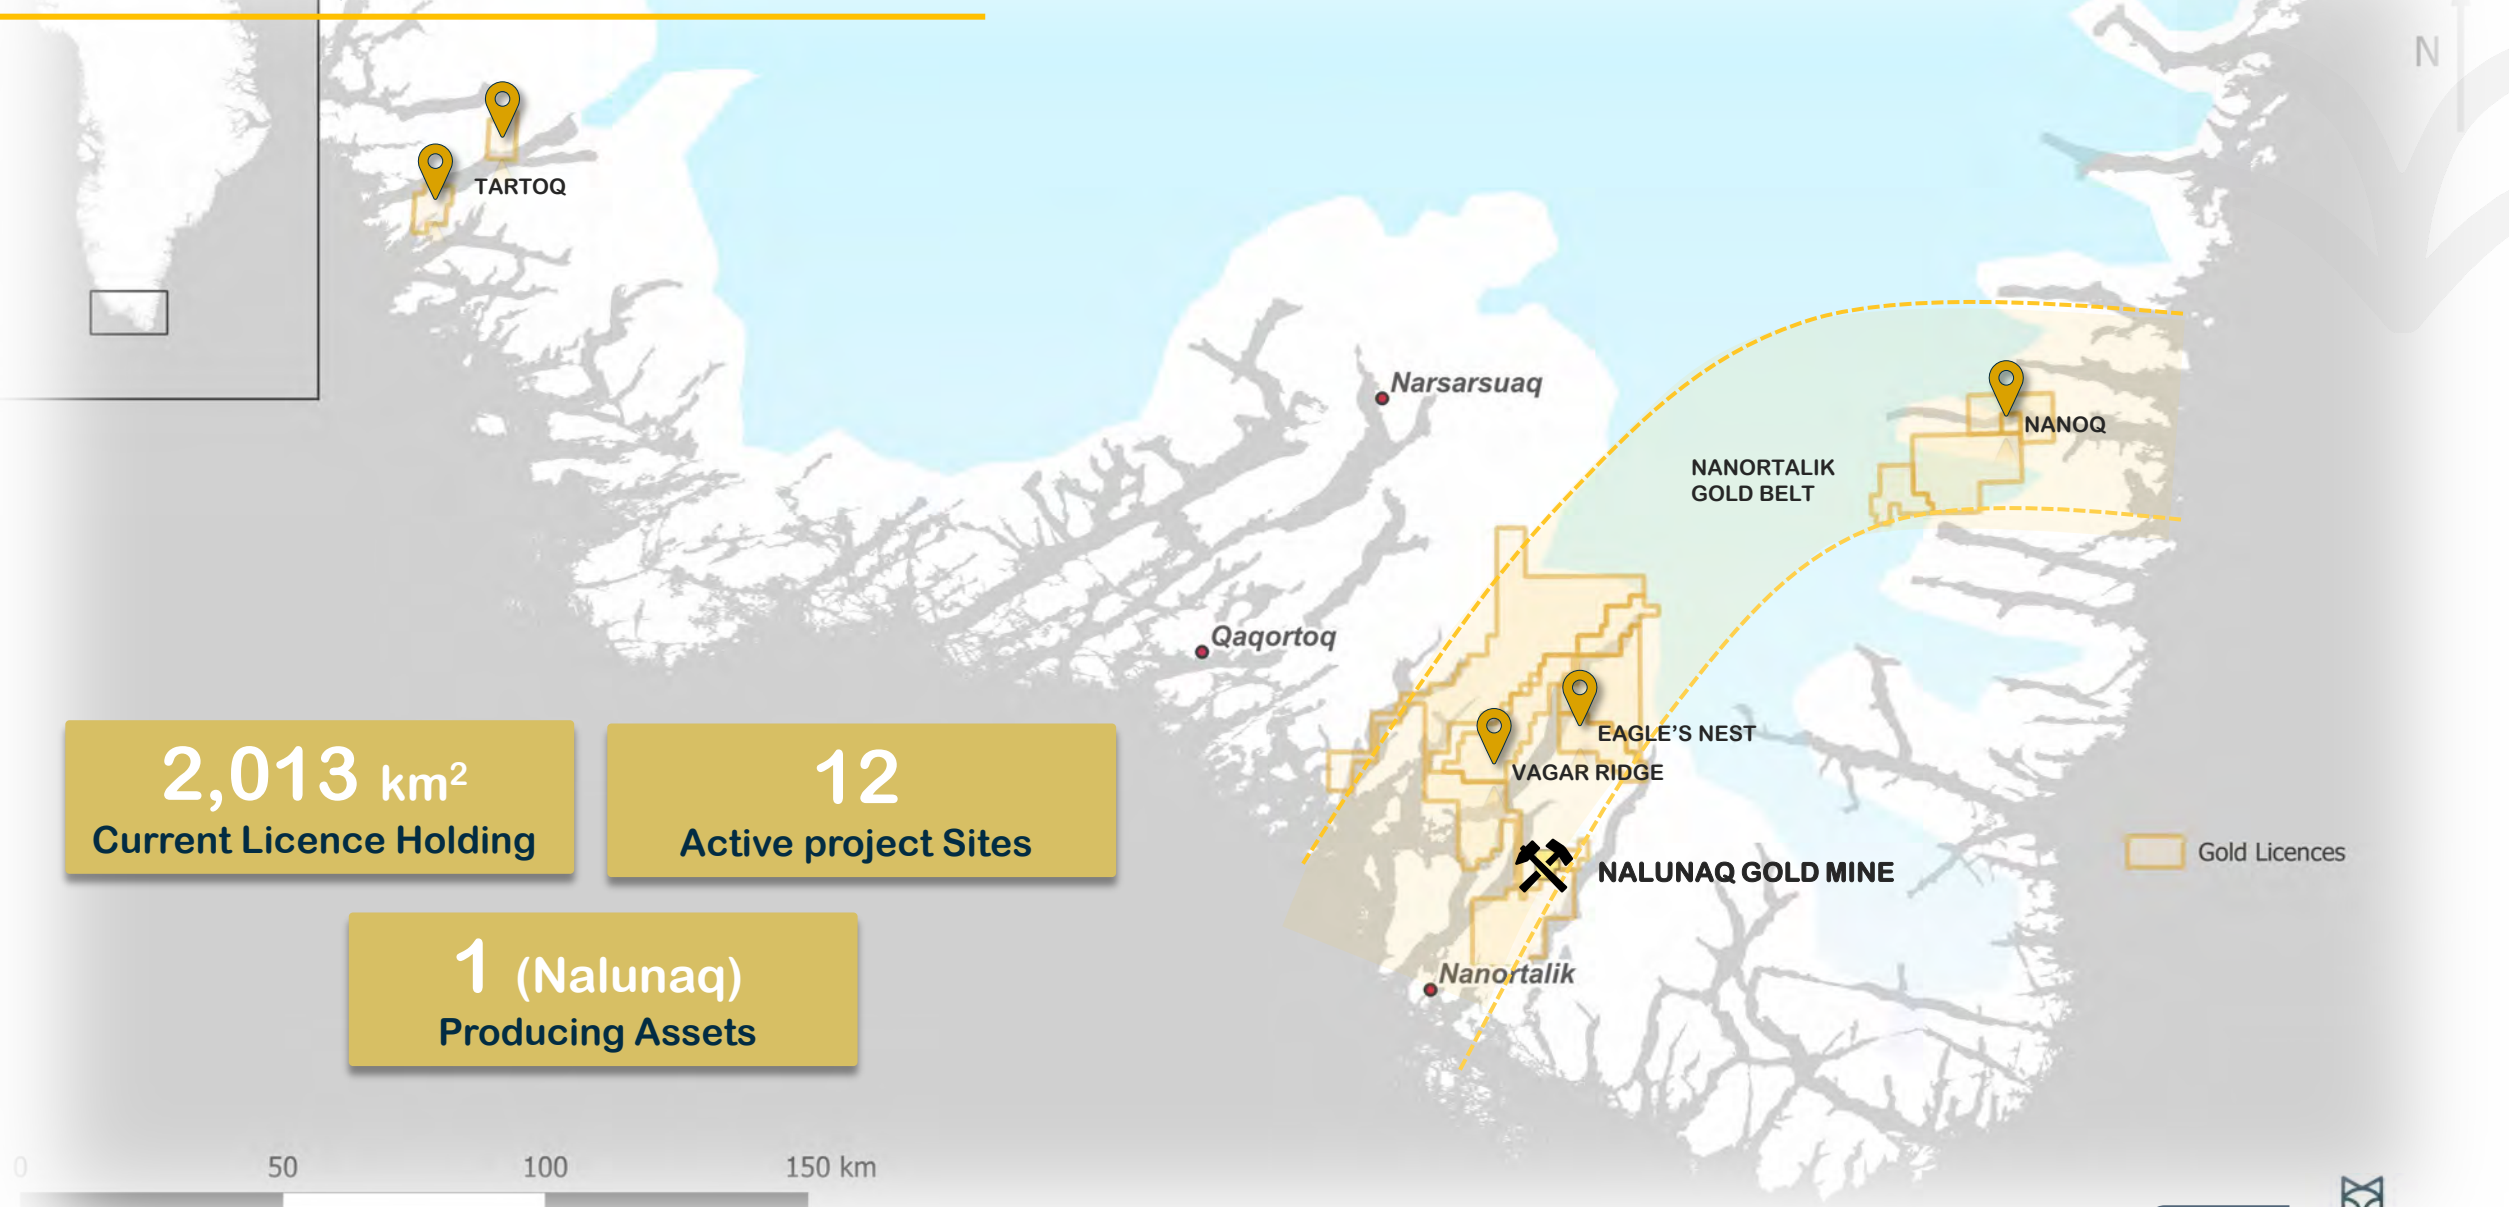 N
TARTOQ
Narsarsuaq
NANOQ
NANORTALIK
GOLD BELT
Qaqortoq
EAGLE'S NEST
VAGAR RIDGE
2,013 km²
Current Licence Holding
12
Active project Sites
Gold Licences
NALUNAQ GOLD MINE
1 (Nalunaq)
Producing Assets
Nanortalik
0 50 100 150 km